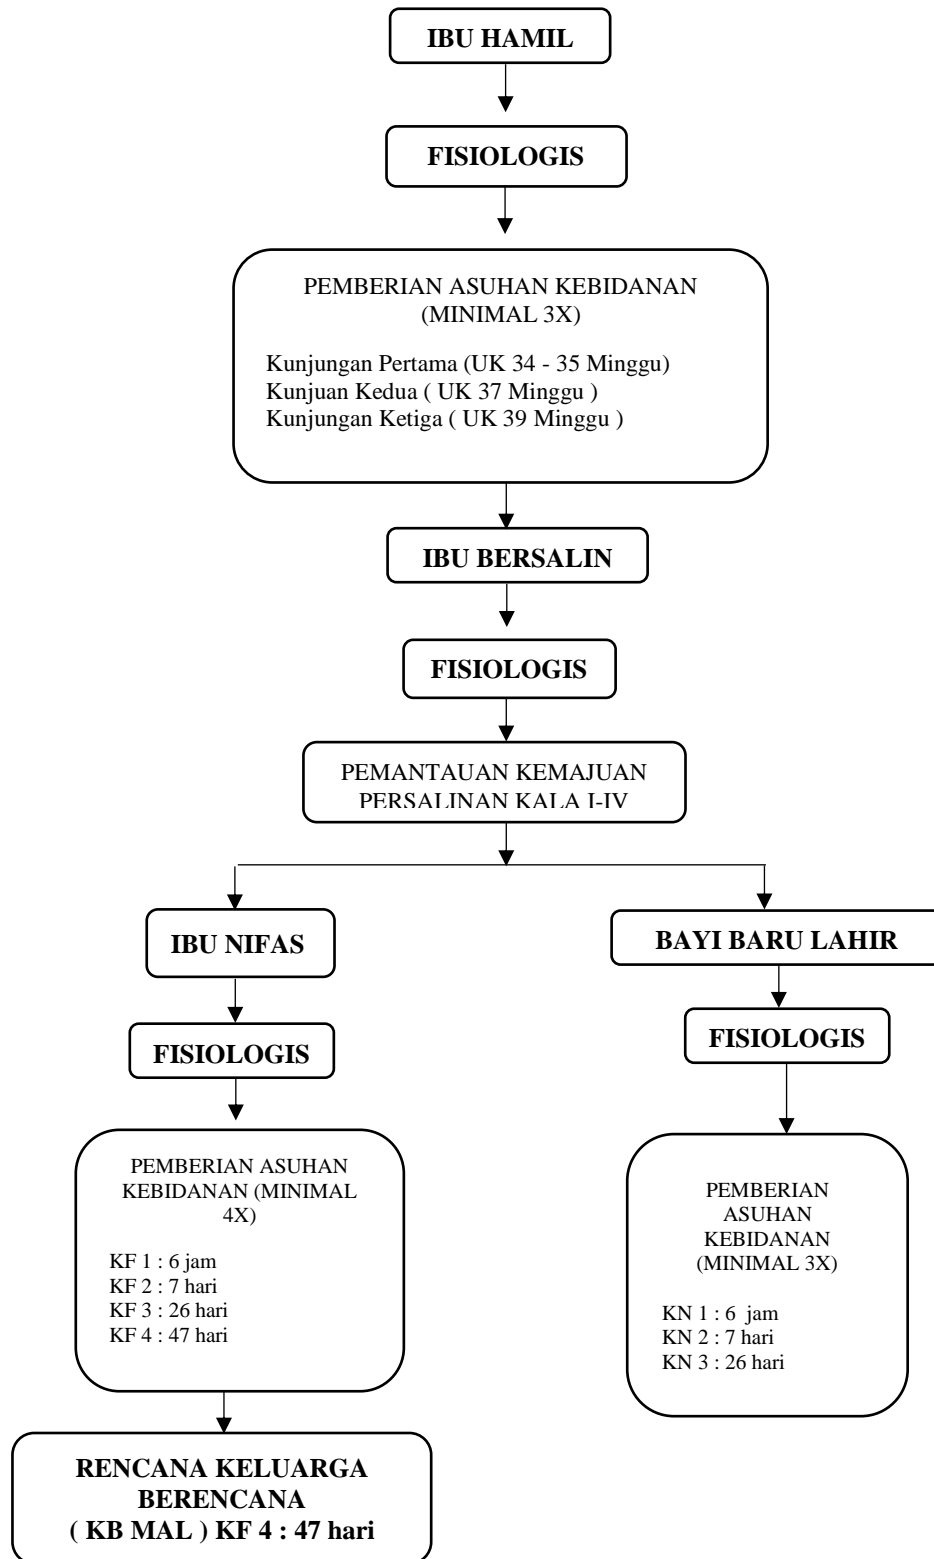 IBU HAMIL
FISIOLOGIS
PEMBERIAN ASUHAN KEBIDANAN
(MINIMAL 3X)
Kunjungan Pertama (UK 34 - 35 Minggu)
Kunjuan Kedua ( UK 37 Minggu )
Kunjungan Ketiga ( UK 39 Minggu )
IBU BERSALIN
FISIOLOGIS
PEMANTAUAN KEMAJUAN
PERSALINAN KALA I-IV
IBU NIFAS
FISIOLOGIS
PEMBERIAN ASUHAN
KEBIDANAN (MINIMAL
4X)
KF 1 : 6 jam
KF 2 : 7 hari
KF 3 : 26 hari
KF 4 : 47 hari
RENCANA KELUARGA
BERENCANA
( KB MAL ) KF 4 : 47 hari
BAYI BARU LAHIR
FISIOLOGIS
PEMBERIAN
ASUHAN
KEBIDANAN
(MINIMAL 3X)
KN 1 : 6 jam
KN 2 : 7 hari
KN 3 : 26 hari